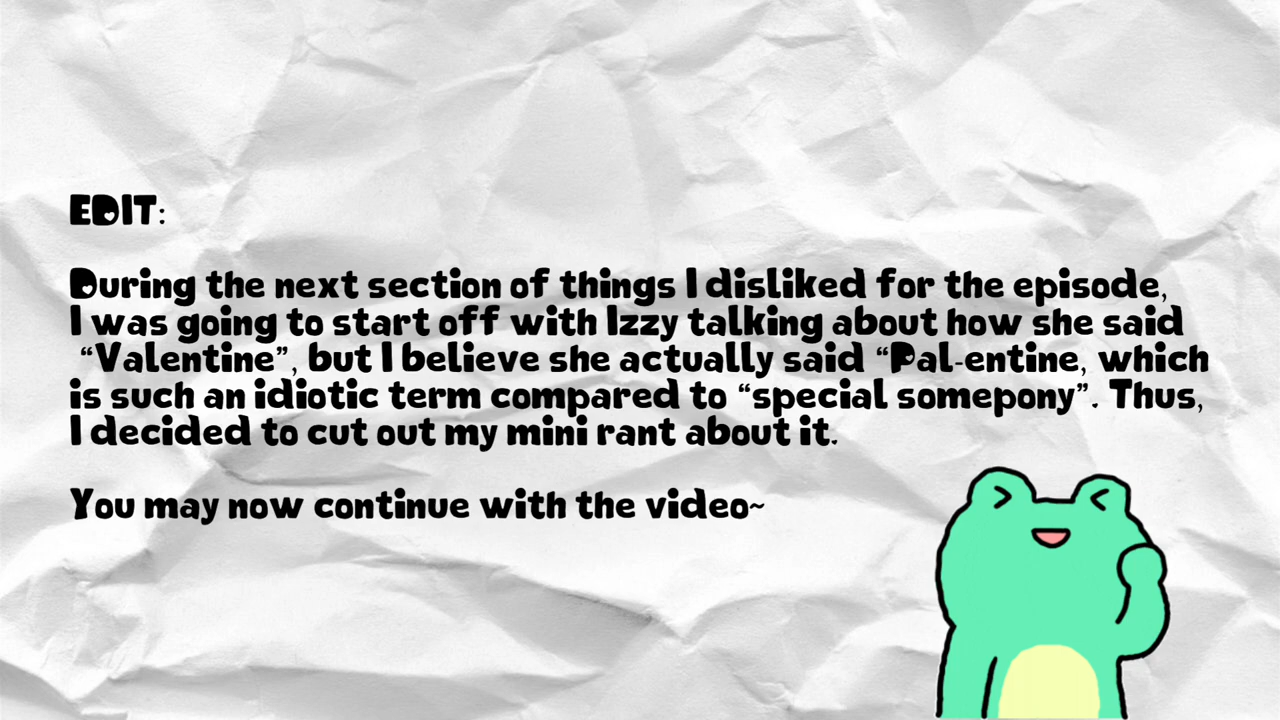 EDIT:
During the next section of things I disliked for the episode,
I was going to start off with Izzy talking about how she said
“Valentine”, but I believe she actually said “Pal-entine, which
is such an idiotic term compared to “special somepony”. Thus,
I decided to cut out my mini rant about it.
You may now continue with the video~